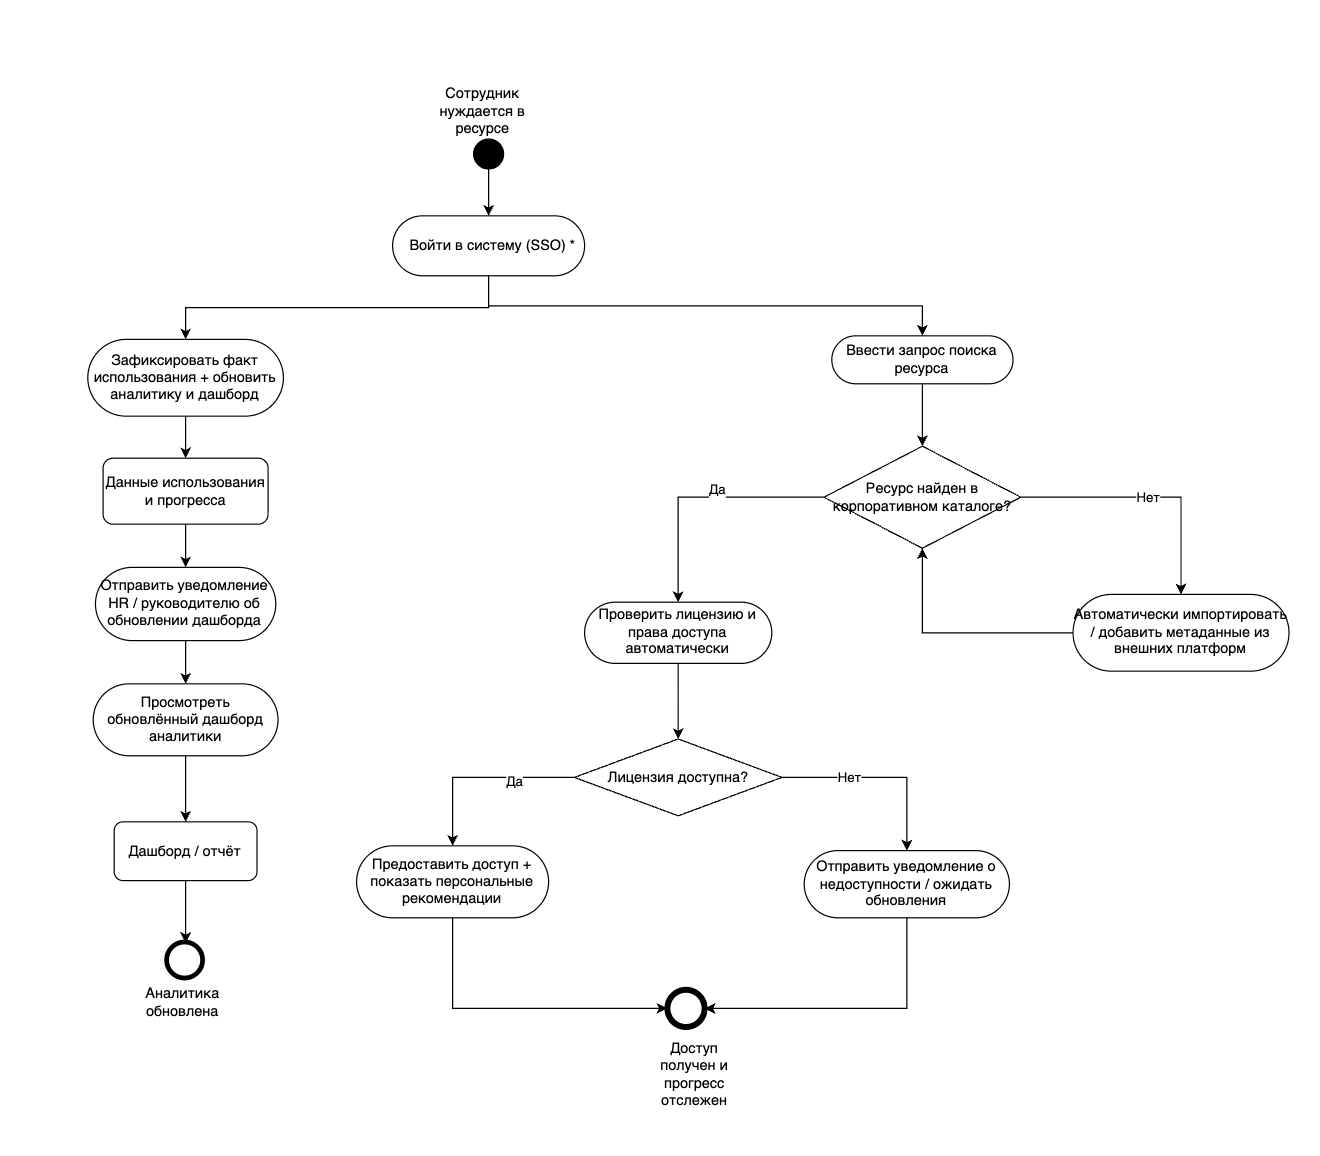 Сотрудник
нуждается в
ресурсе
Войти в систему (SSO) *
Зафиксировать факт
использования + обновить
аналитику и дашборд
Данные использования
и прогресса
Отправить уведомление
HR / руководителю об
обновлении дашборда
Просмотреть
обновлённый дашборд
аналитики
Дашборд / отчёт
Аналитика
обновлена
Ввести запрос поиска
ресурса
Ресурс найден в
корпоративном каталоге?
Да
Нет
Проверить лицензию и
права доступа
автоматически
Автоматически импортировать
/ добавить метаданные из
внешних платформ
Лицензия доступна?
Да
Нет
Предоставить доступ +
показать персональные
рекомендации
Отправить уведомление о
недоступности / ожидать
обновления
Доступ
получен и
прогресс
отслежен